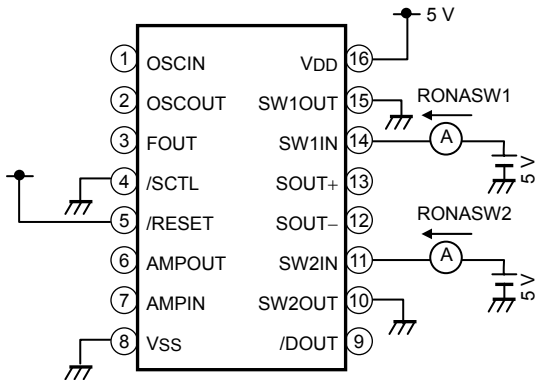 5 V
1 OSCIN VDD 16
2 OSCOUT SW1OUT 15
RONASW1
3 FOUT SW1IN 14 A
5 V
4 /SCTL SOUT+ 13
5 /RESET SOUT− 12
RONASW2
6 AMPOUT SW2IN 11 A
5 V
7 AMPIN SW2OUT 10
8 VSS /DOUT 9